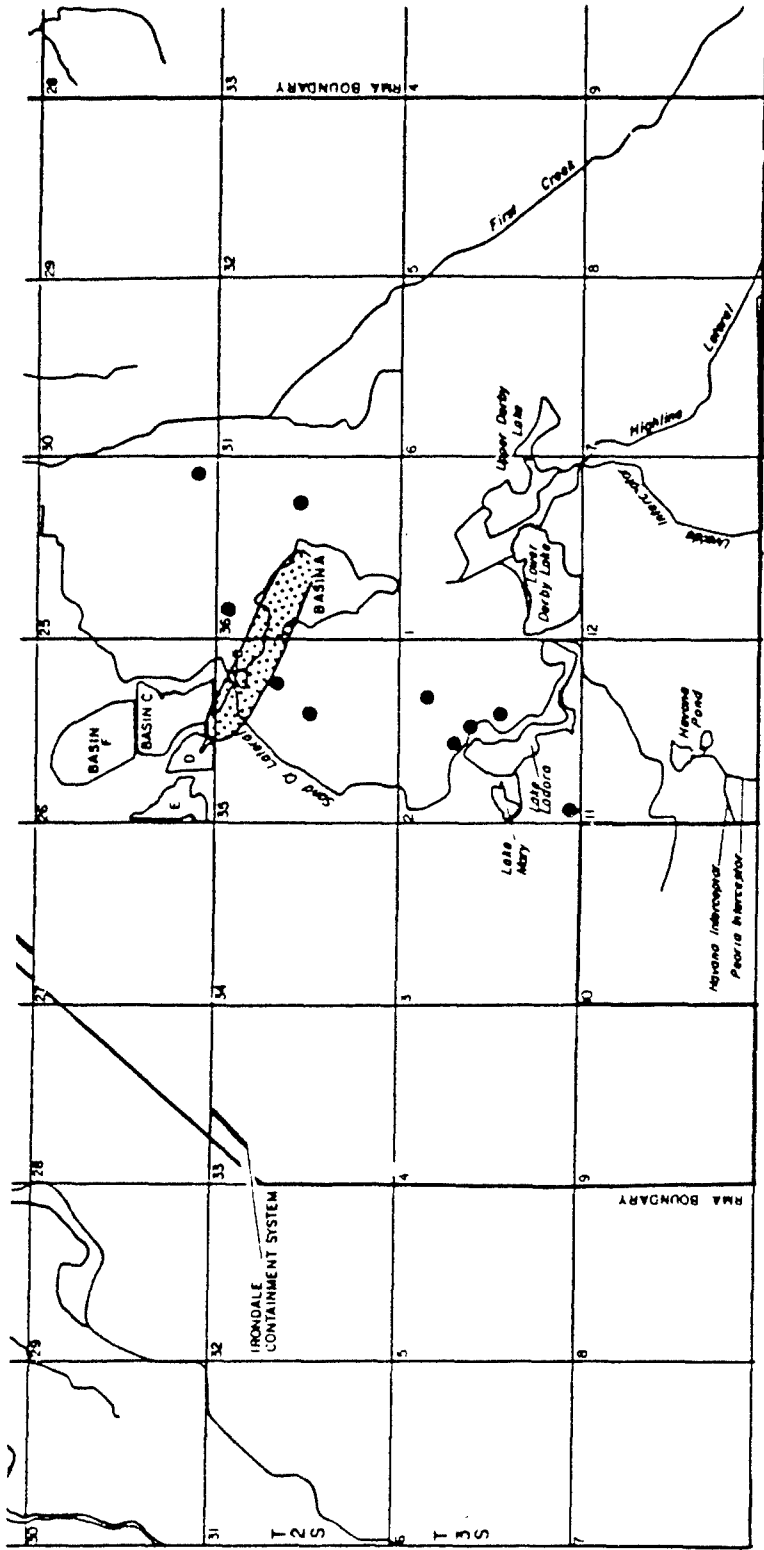 30
29
28
27
26
25
30
29
28
BASIN
F
BASIN C
D
E
31
32
33
34
35
36
31
32
33
IRONDALE
CONTAINMENT SYSTEM
Sand Cr Lateral
BASIN A
RMA BOUNDARY
T 2 S
6
5
4
3
2
1
6
5
4
T 3 S
First Creek
Lake
Mary
Lake
Ladora
Lower
Derby Lake
Upper Derby
Lake
7
8
9
10
11
12
7
8
9
RMA BOUNDARY
Havana
Pond
Uvalda Interceptor
Highline Lateral
Havana Interceptor
Peoria Interceptor